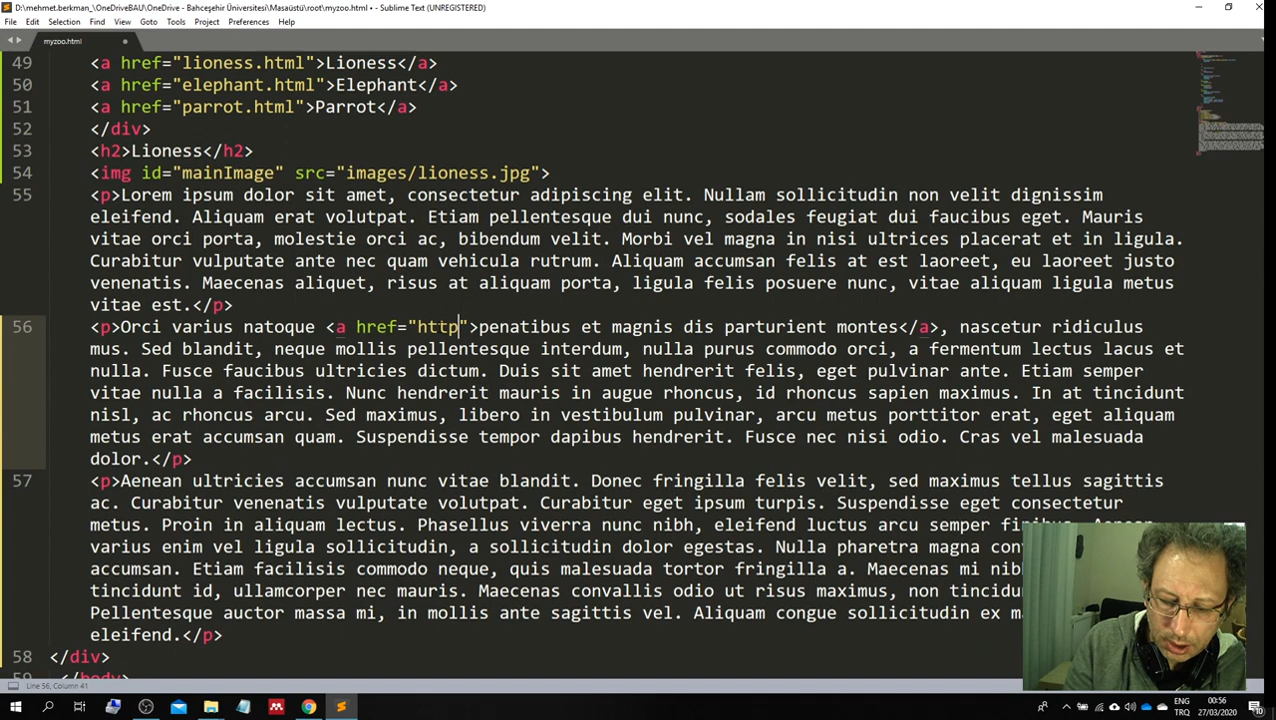 D:\mehmet.berkman_\OneDriveBAU\OneDrive - Bahçeşehir Üniversitesi\Masaüstü\root\myzoo.html • - Sublime Text (UNREGISTERED)
File Edit Selection Find View Goto Tools Project Preferences Help
myzoo.html
49 <a href="lioness.html">Lioness</a>
50 <a href="elephant.html">Elephant</a>
51 <a href="parrot.html">Parrot</a>
52 </div>
53 <h2>Lioness</h2>
54 <img id="mainImage" src="images/lioness.jpg">
55 <p>Lorem ipsum dolor sit amet, consectetur adipiscing elit. Nullam sollicitudin non velit dignissim
eleifend. Aliquam erat volutpat. Etiam pellentesque dui nunc, sodales feugiat dui faucibus eget. Mauris
vitae orci porta, molestie orci ac, bibendum velit. Morbi vel magna in nisi ultrices placerat et in ligula.
Curabitur vulputate ante nec quam vehicula rutrum. Aliquam accumsan felis at est laoreet, eu laoreet justo
venenatis. Maecenas aliquet, risus at aliquam porta, ligula felis posuere nunc, vitae aliquam ligula metus
vitae est.</p>
56 <p>Orci varius natoque <a href="http">penatibus et magnis dis parturient montes</a>, nascetur ridiculus
mus. Sed blandit, neque mollis pellentesque interdum, nulla purus commodo orci, a fermentum lectus lacus et
nulla. Fusce faucibus ultricies dictum. Duis sit amet hendrerit felis, eget pulvinar ante. Etiam semper
vitae nulla a facilisis. Nunc hendrerit mauris in augue rhoncus, id rhoncus sapien maximus. In at tincidunt
nisl, ac rhoncus arcu. Sed maximus, libero in vestibulum pulvinar, arcu metus porttitor erat, eget aliquam
metus erat accumsan quam. Suspendisse tempor dapibus hendrerit. Fusce nec nisi odio. Cras vel malesuada
dolor.</p>
57 <p>Aenean ultricies accumsan nunc vitae blandit. Donec fringilla felis velit, sed maximus tellus sagittis
ac. Curabitur venenatis vulputate volutpat. Curabitur eget ipsum turpis. Suspendisse eget consectetur
metus. Proin in aliquam lectus. Phasellus viverra nunc nibh, eleifend luctus arcu semper
varius enim vel ligula sollicitudin, a sollicitudin dolor egestas. Nulla pharetra magna
accumsan. Etiam facilisis commodo neque, quis malesuada tortor fringilla a. Maecenas mi
tincidunt id, ullamcorper nec mauris. Maecenas convallis odio ut risus maximus, non
Pellentesque auctor massa mi, in mollis ante sagittis vel. Aliquam congue sollicitudin ex
eleifend.</p>
58 </div>
59 </body>
Line 56, Column 41
ENG 00:56
TRQ 27/03/2020